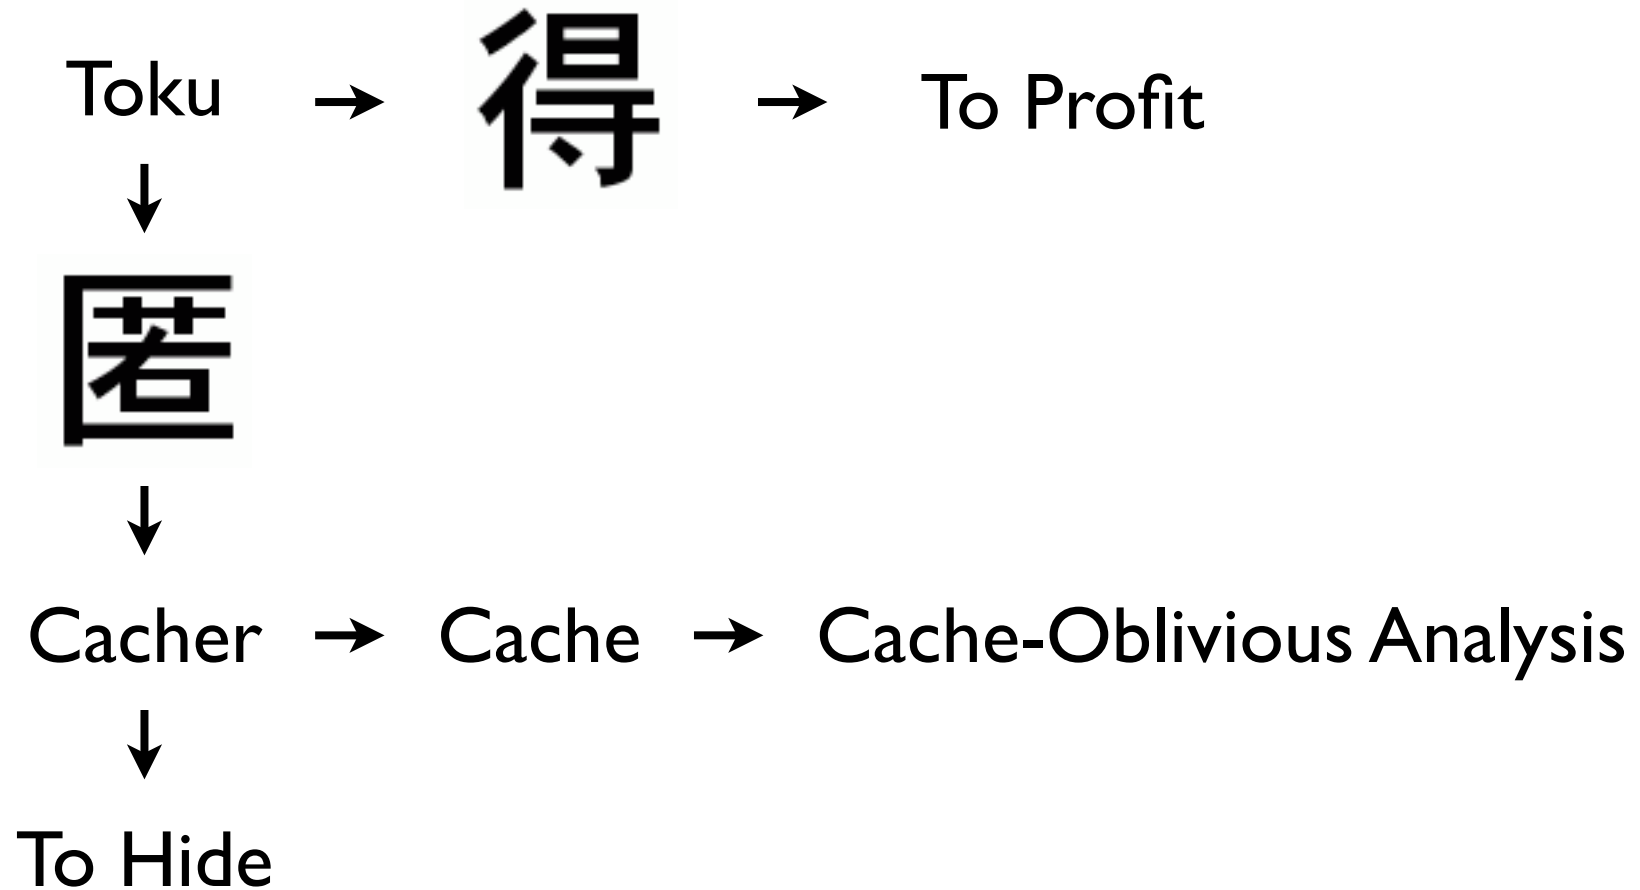 Toku → 得 → To Profit
↓
匿
↓
Cacher → Cache → Cache-Oblivious Analysis
↓
To Hide